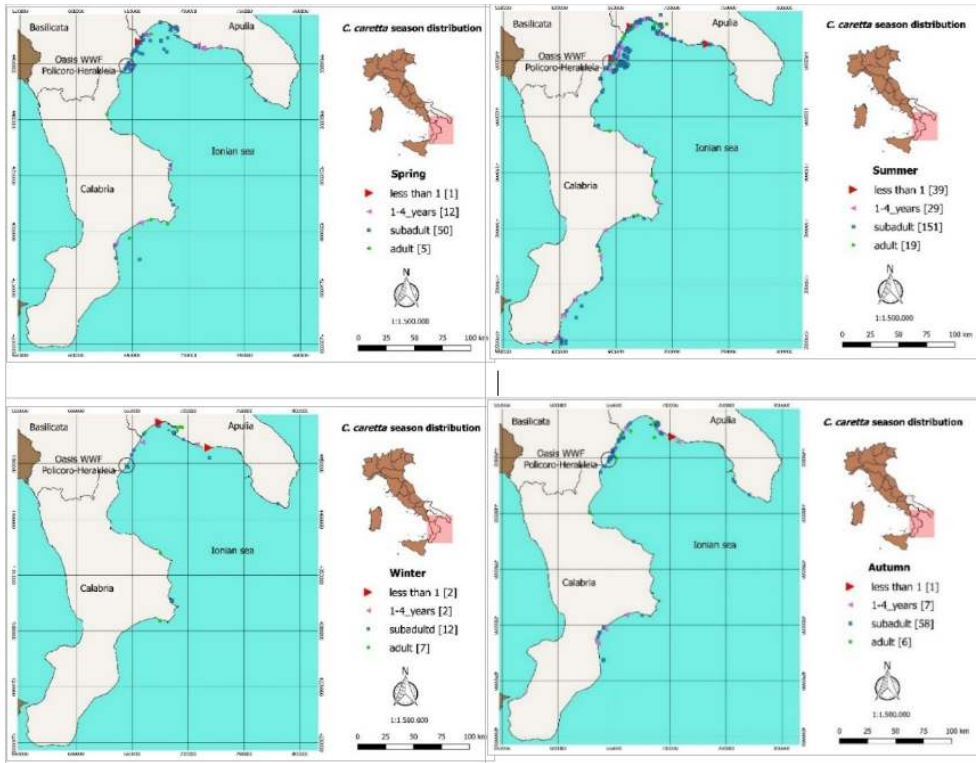 Basilicata
Apulia
C. caretta season distribution
Oasis WWF
Policoro-Herakleia
Ionian sea
Calabria
Spring
less than 1 [1]
1-4_years [12]
subadult [50]
adult [5]
N
1:1.500.000
0 25 50 75 100 km
Basilicata
Apulia
C. caretta season distribution
Oasis WWF
Policoro-Herakleia
Ionian sea
Calabria
Summer
less than 1 [39]
1-4_years [29]
subadult [151]
adult [19]
N
1:1.500.000
0 25 50 75 100 km
Basilicata
Apulia
C. caretta season distribution
Oasis WWF
Policoro-Herakleia
Ionian sea
Calabria
Winter
less than 1 [2]
1-4_years [2]
subadultd [12]
adult [7]
N
1:1.500.000
0 25 50 75 100 km
Basilicata
Apulia
C. caretta season distribution
Oasis WWF
Policoro-Herakleia
Ionian sea
Calabria
Autumn
less than 1 [1]
1-4_years [7]
subadult [58]
adult [6]
N
1:1.500.000
0 25 50 75 100 km